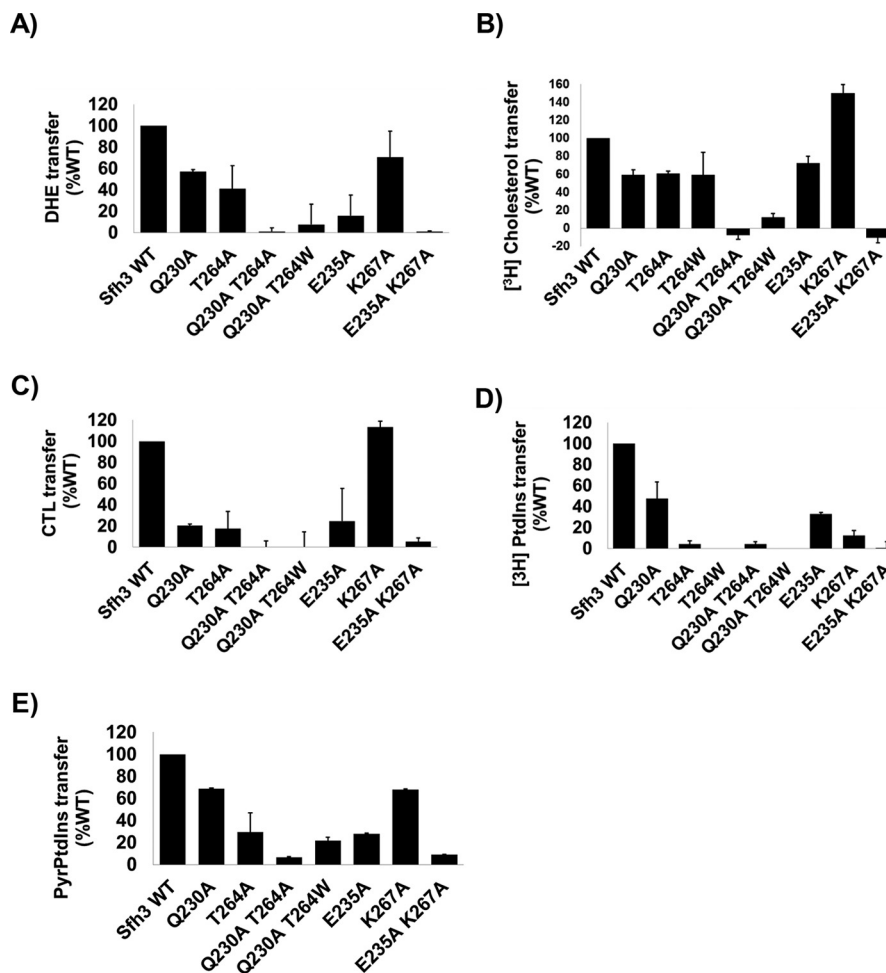 A)
DHE transfer
(%WT)
120
100
80
60
40
20
0
Sfh3 WT
Q230A
T264A
Q230A T264A
Q230A T264W
E235A
K267A
E235A K267A
B)
[³H] Cholesterol transfer
(%WT)
160
140
120
100
80
60
40
20
0
-20
Sfh3 WT
Q230A
T264A
T264W
Q230A T264A
Q230A T264W
E235A
K267A
E235A K267A
C)
CTL transfer
(%WT)
120
100
80
60
40
20
0
Sfh3 WT
Q230A
T264A
Q230A T264A
Q230A T264W
E235A
K267A
E235A K267A
D)
[3H] PtdIns transfer
(%WT)
120
100
80
60
40
20
0
Sfh3 WT
Q230A
T264A
T264W
Q230A T264A
Q230A T264W
E235A
K267A
E235A K267A
E)
PyrPtdIns transfer
(%WT)
120
100
80
60
40
20
0
Sfh3 WT
Q230A
T264A
Q230A T264A
Q230A T264W
E235A
K267A
E235A K267A